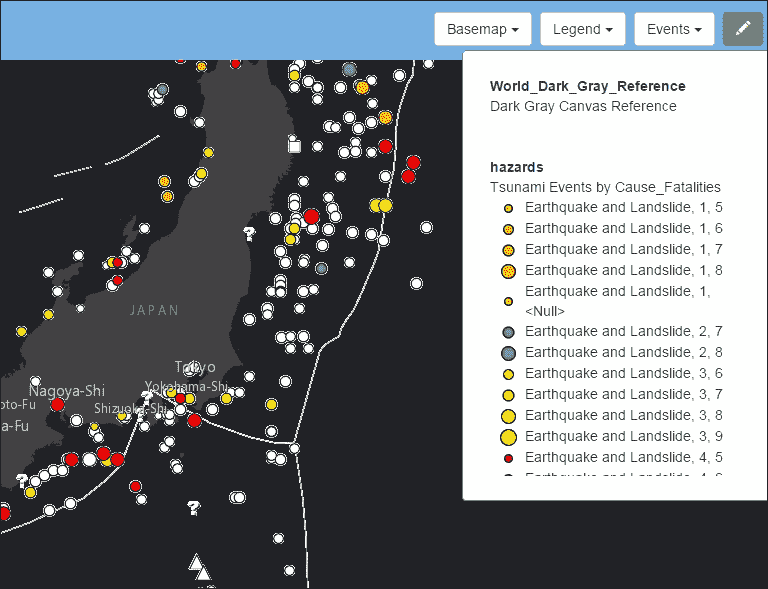 Basemap
Legend
Events
World_Dark_Gray_Reference
Dark Gray Canvas Reference
hazards
Tsunami Events by Cause_Fatalities
Earthquake and Landslide, 1, 5
Earthquake and Landslide, 1, 6
Earthquake and Landslide, 1, 7
Earthquake and Landslide, 1, 8
Earthquake and Landslide, 1,
<Null>
Earthquake and Landslide, 2, 7
Earthquake and Landslide, 2, 8
Earthquake and Landslide, 3, 6
Earthquake and Landslide, 3, 7
Earthquake and Landslide, 3, 8
Earthquake and Landslide, 3, 9
Earthquake and Landslide, 4, 5
?
JAPAN
Tokyo
Yokohama-Shi
Nagoya-Shi
?
oto-Fu
Shizuoka-Shi
a-Fu
?
?